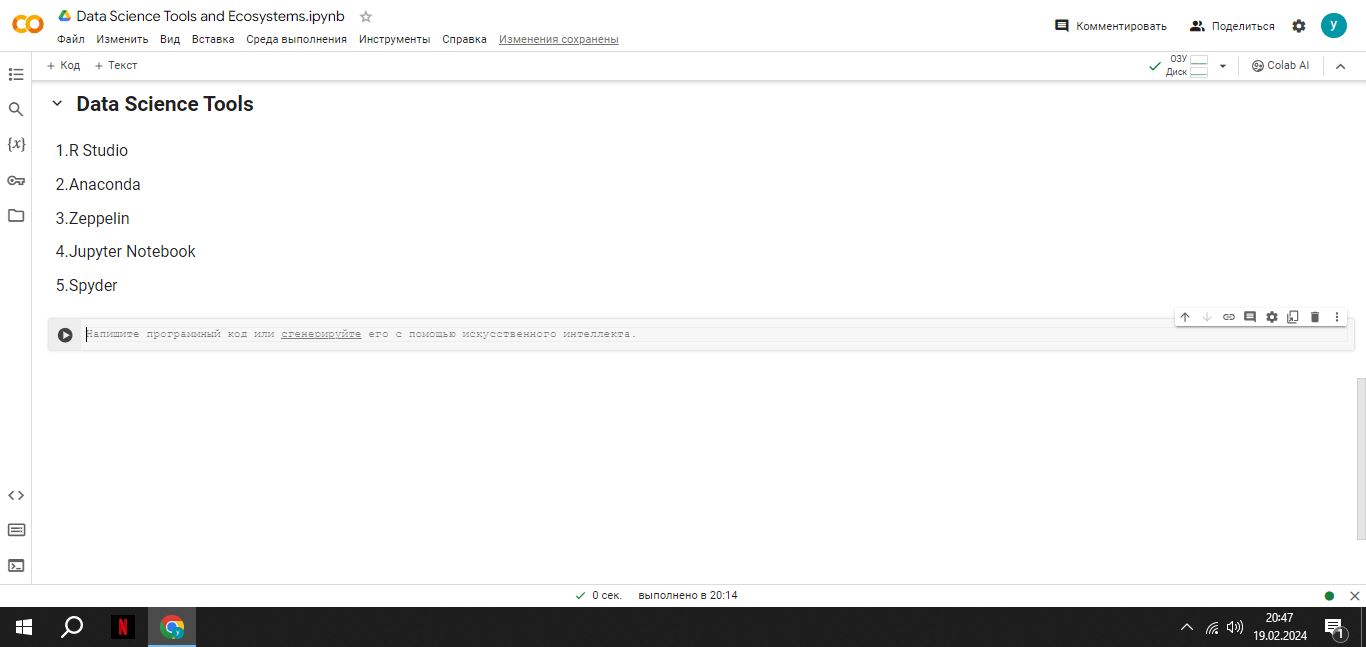 Data Science Tools and Ecosystems.ipynb
Файл Изменить Вид Вставка Среда выполнения Инструменты Справка Изменения сохранены
Комментировать Поделиться У
+ Код + Текст
ОЗУ
Диск
Colab AI
Data Science Tools
1.R Studio
2.Anaconda
3.Zeppelin
4.Jupyter Notebook
5.Spyder
Напишите программный код или сгенерируйте его с помощью искусственного интеллекта.
0 сек. выполнено в 20:14
20:47
19.02.2024
1